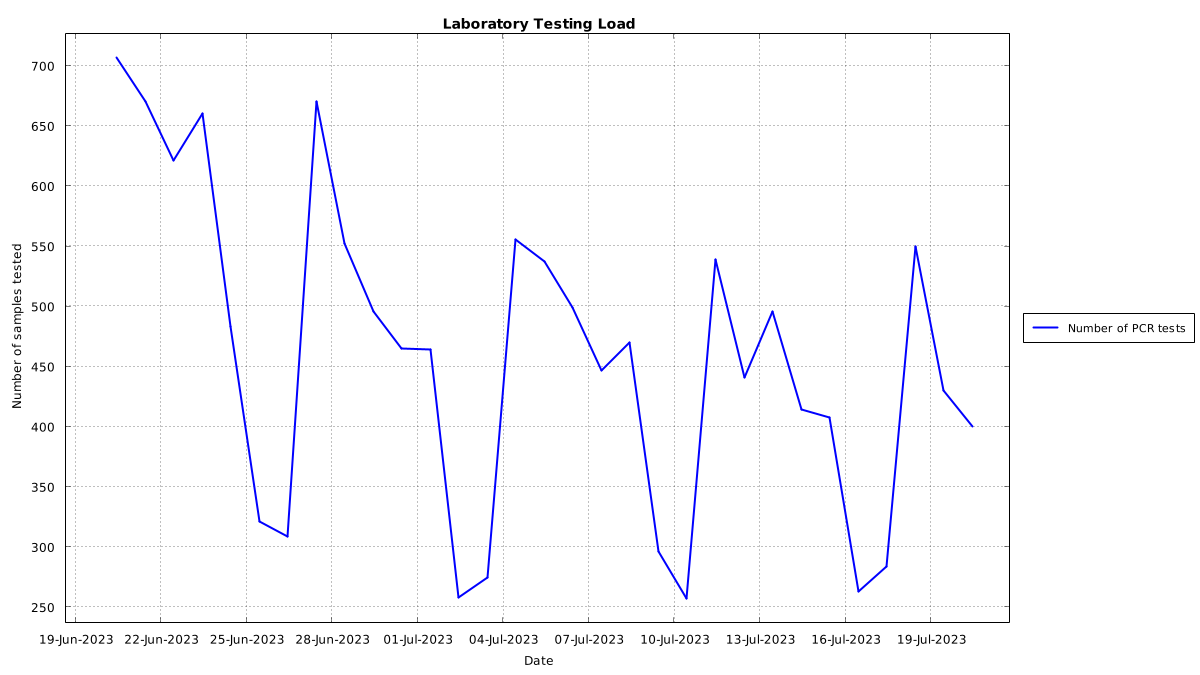 Laboratory Testing Load
700
650
600
550
500
450
400
350
300
250
Number of samples tested
19-Jun-2023 22-Jun-2023 25-Jun-2023 28-Jun-2023 01-Jul-2023 04-Jul-2023 07-Jul-2023 10-Jul-2023 13-Jul-2023 16-Jul-2023 19-Jul-2023
Date
Number of PCR tests